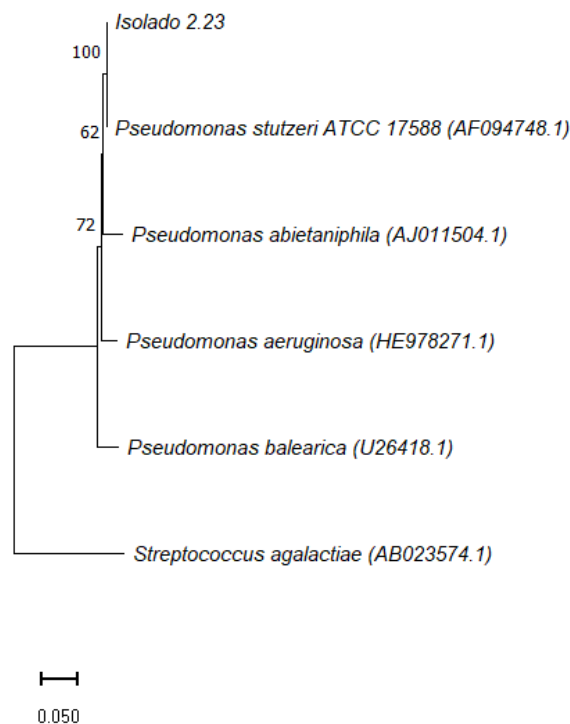 Isolado 2.23
100
Pseudomonas stutzeri ATCC 17588 (AF094748.1)
62
Pseudomonas abietaniphila (AJ011504.1)
72
Pseudomonas aeruginosa (HE978271.1)
Pseudomonas balearica (U26418.1)
Streptococcus agalactiae (AB023574.1)
0.050